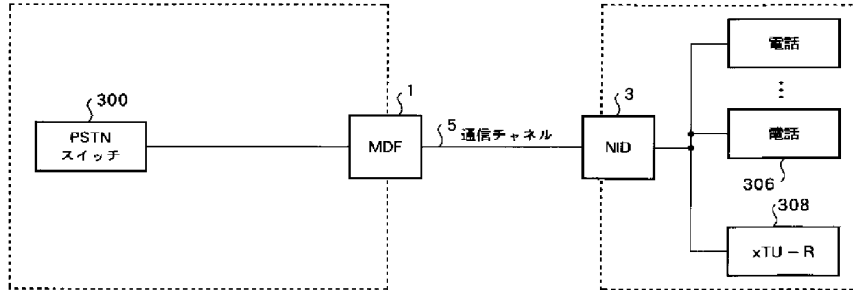 300
PSTN
スイッチ
1
MDF
5 通信チャネル
3
NID
電話
電話
306
308
xTU－R